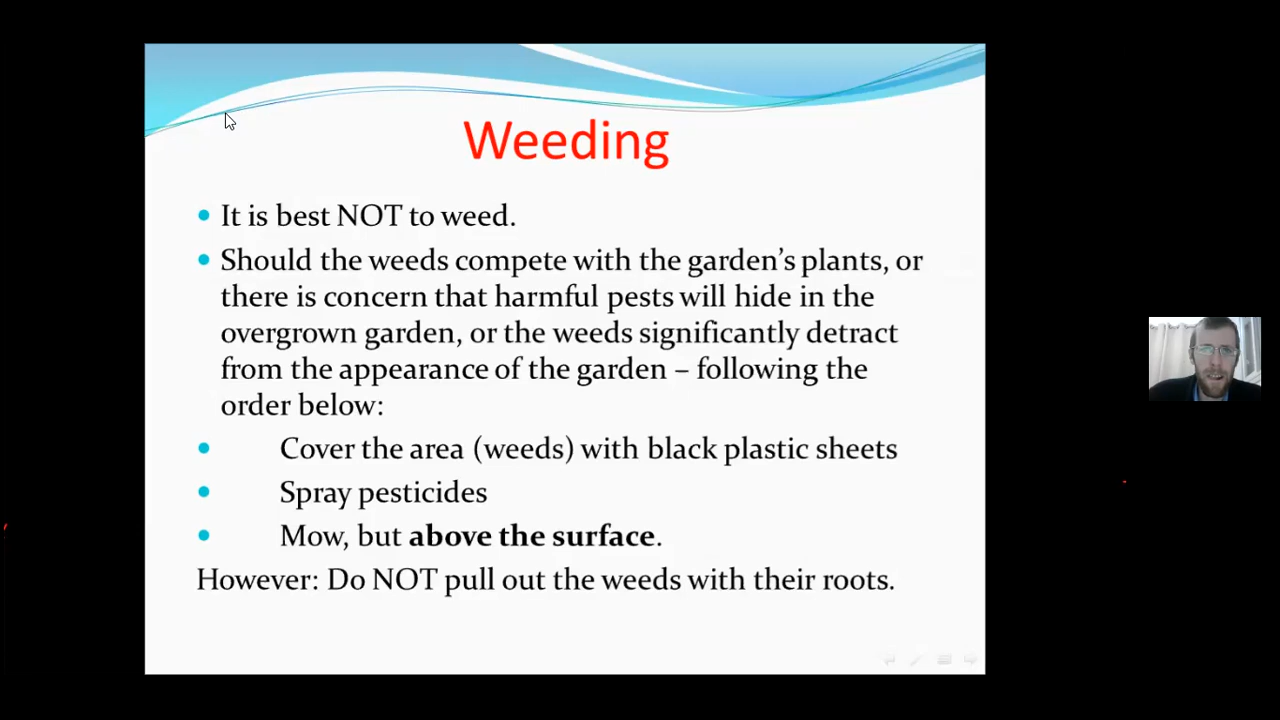 Weeding
It is best NOT to weed.
Should the weeds compete with the garden's plants, or
there is concern that harmful pests will hide in the
overgrown garden, or the weeds significantly detract
from the appearance of the garden – following the
order below:
Cover the area (weeds) with black plastic sheets
Spray pesticides
Mow, but above the surface.
However: Do NOT pull out the weeds with their roots.